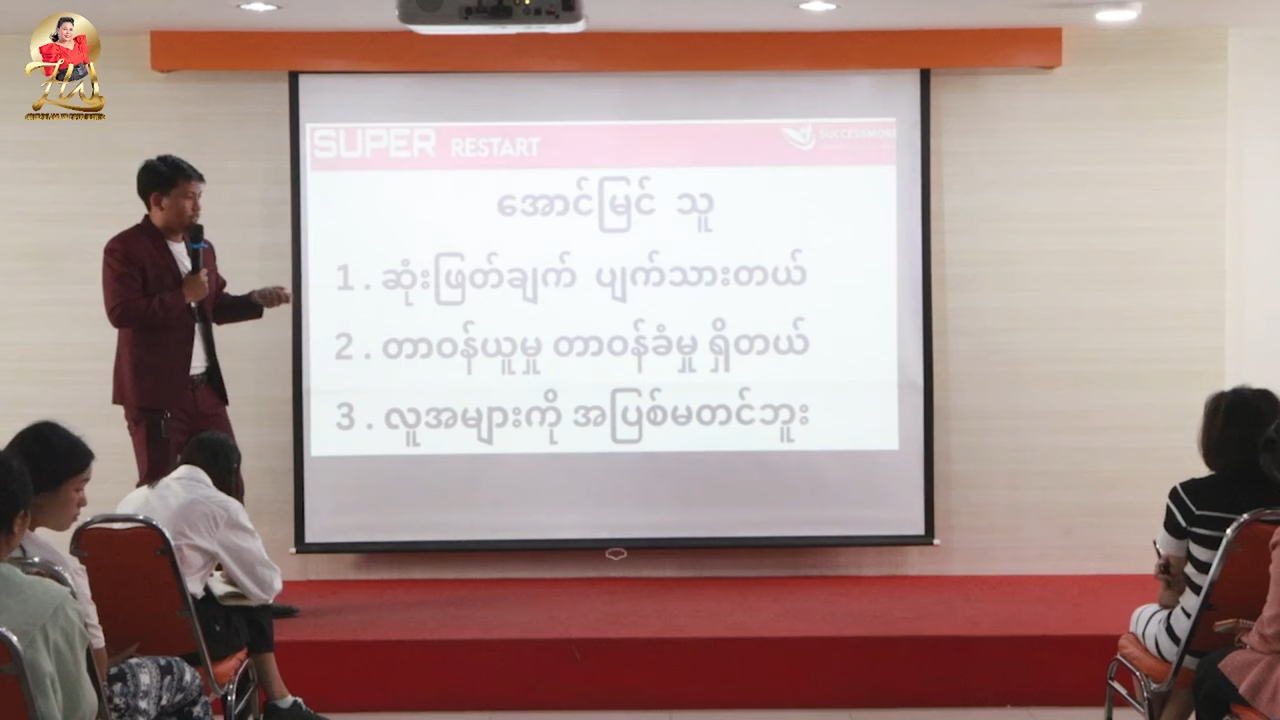 SUPER RESTART
SUCCESSMORE
အောင်မြင် သူ
1. ဆုံးဖြတ်ချက် ပျက်သားတယ်
2. တာဝန်ယူမှု တာဝန်ခံမှု ရှိတယ်
3. လူအများကို အပြစ်မတင်ဘူး